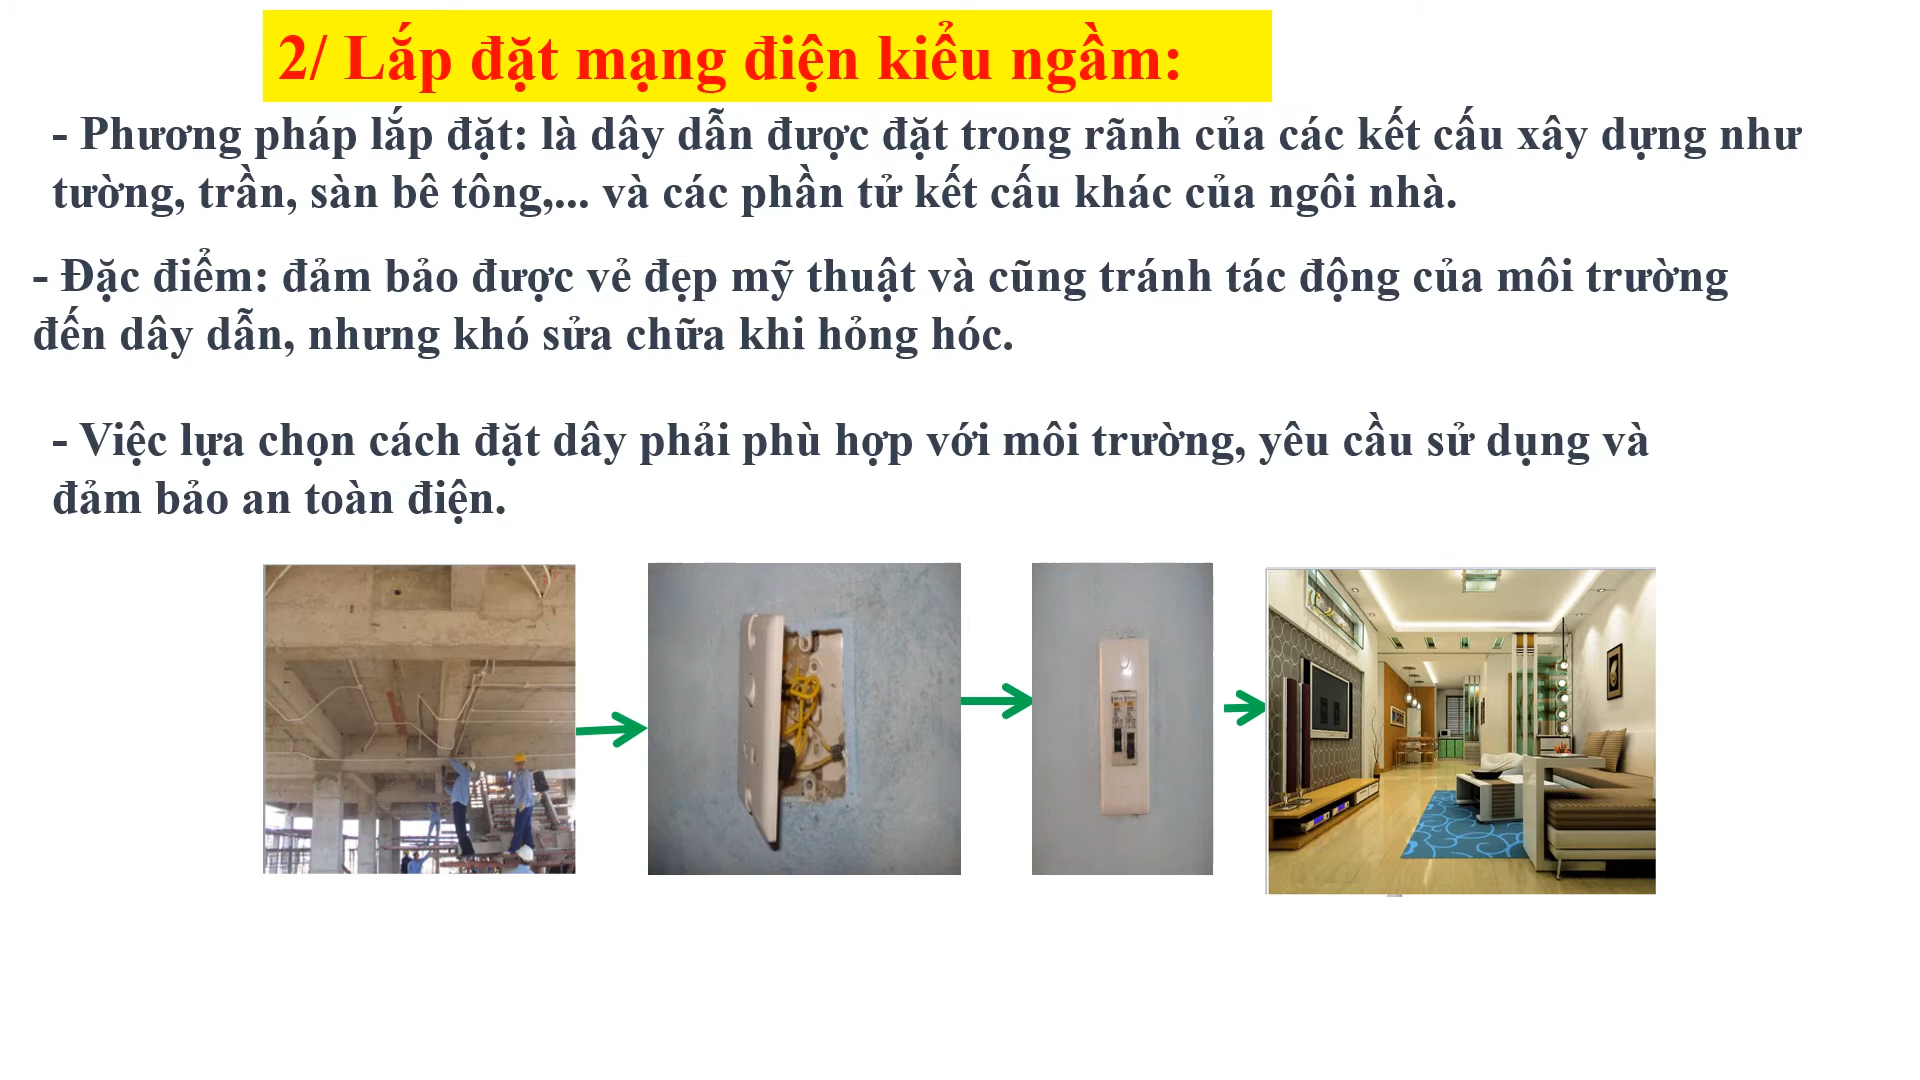 2/ Lắp đặt mạng điện kiểu ngầm:
- Phương pháp lắp đặt: là dây dẫn được đặt trong rãnh của các kết cấu xây dựng như
tường, trần, sàn bê tông,... và các phần tử kết cấu khác của ngôi nhà.
- Đặc điểm: đảm bảo được vẻ đẹp mỹ thuật và cũng tránh tác động của môi trường
đến dây dẫn, nhưng khó sửa chữa khi hỏng hóc.
- Việc lựa chọn cách đặt dây phải phù hợp với môi trường, yêu cầu sử dụng và
đảm bảo an toàn điện.